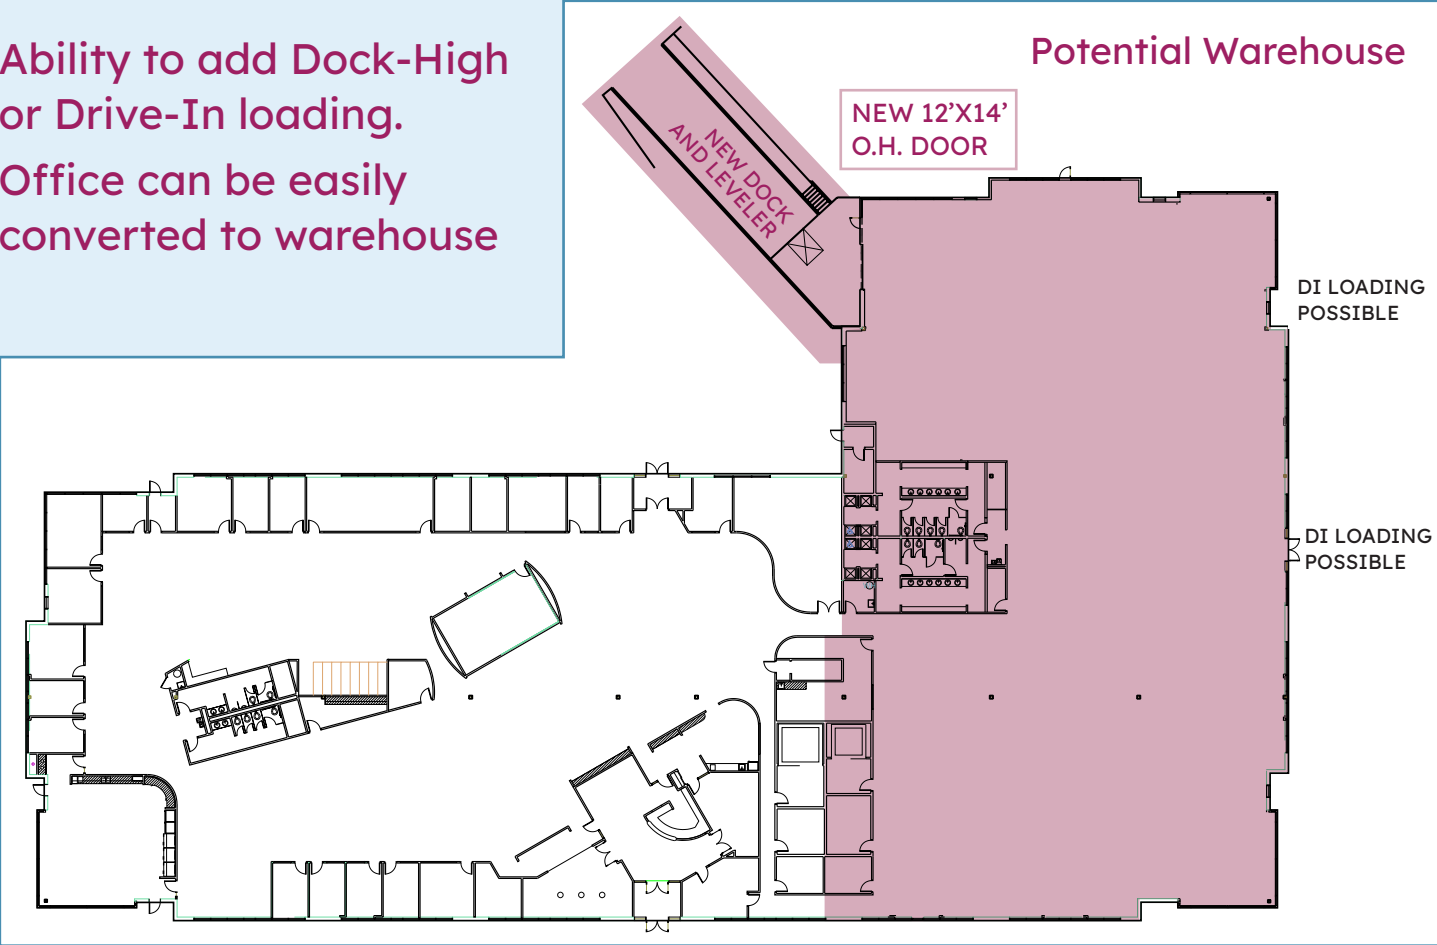 Ability to add Dock-High
or Drive-In loading.
Office can be easily
converted to warehouse
Potential Warehouse
NEW 12’X14’
O.H. DOOR
NEW DOCK
AND LEVELER
DI LOADING
POSSIBLE
DI LOADING
POSSIBLE